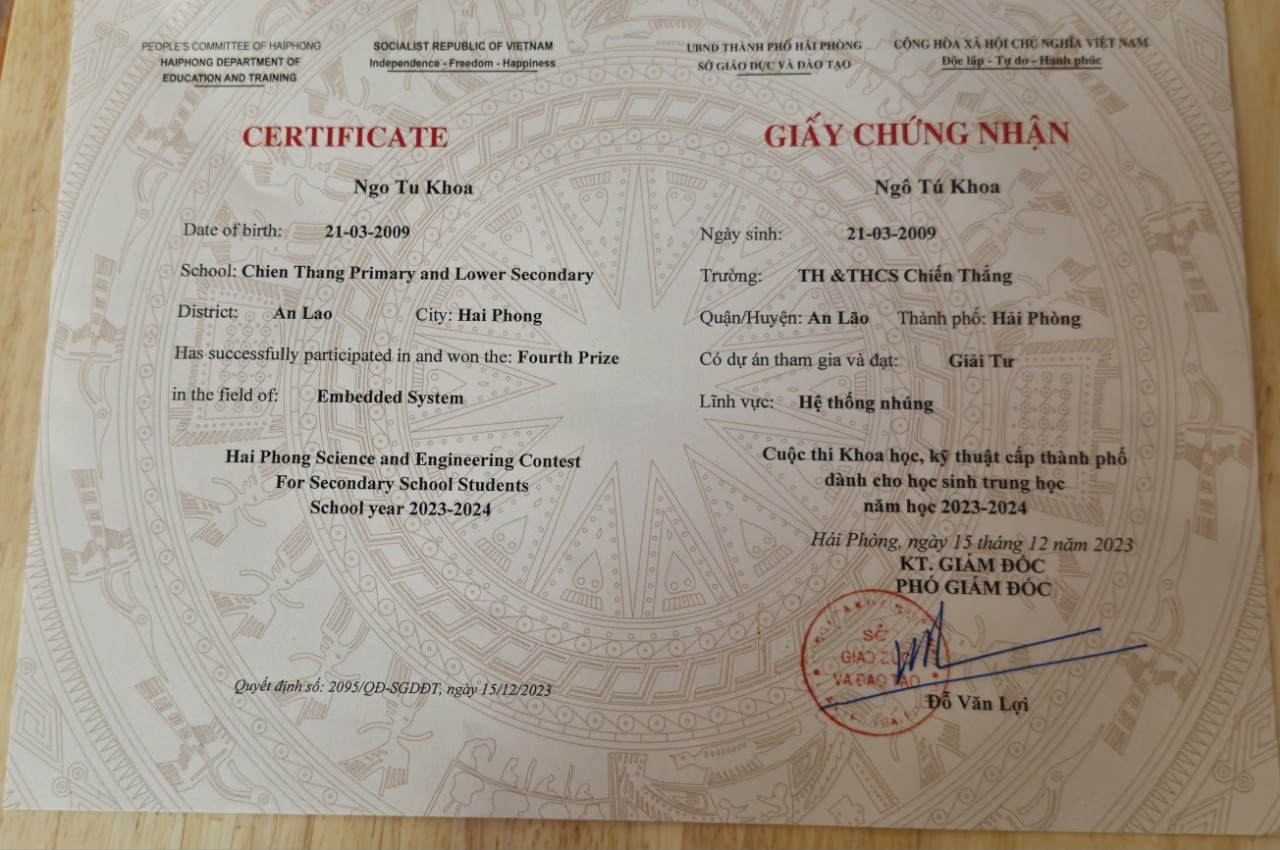 PEOPLE'S COMMITTEE OF HAIPHONG
HAIPHONG DEPARTMENT OF
EDUCATION AND TRAINING
SOCIALIST REPUBLIC OF VIETNAM
Independence - Freedom - Happiness
CERTIFICATE
Ngo Tu Khoa
Date of birth: 21-03-2009
School: Chien Thang Primary and Lower Secondary
District: An Lao City: Hai Phong
Has successfully participated in and won the: Fourth Prize
in the field of: Embedded System
Hai Phong Science and Engineering Contest
For Secondary School Students
School year 2023-2024
Quyết định số: 2095/QĐ-SGDĐT, ngày 15/12/2023
UBND THÀNH PHỐ HẢI PHÒNG
SỞ GIÁO DỤC VÀ ĐÀO TẠO
CỘNG HÒA XÃ HỘI CHỦ NGHĨA VIỆT NAM
Độc lập - Tự do - Hạnh phúc
GIẤY CHỨNG NHẬN
Ngô Tú Khoa
Ngày sinh: 21-03-2009
Trường: TH &THCS Chiến Thắng
Quận/Huyện: An Lão Thành phố: Hải Phòng
Có dự án tham gia và đạt: Giải Tư
Lĩnh vực: Hệ thống nhúng
Cuộc thi Khoa học, kỹ thuật cấp thành phố
dành cho học sinh trung học
năm học 2023-2024
Hải Phòng, ngày 15 tháng 12 năm 2023
KT. GIÁM ĐỐC
PHÓ GIÁM ĐỐC
SỞ
GIÁO DỤC
VÀ ĐÀO TẠO
Đỗ Văn Lợi